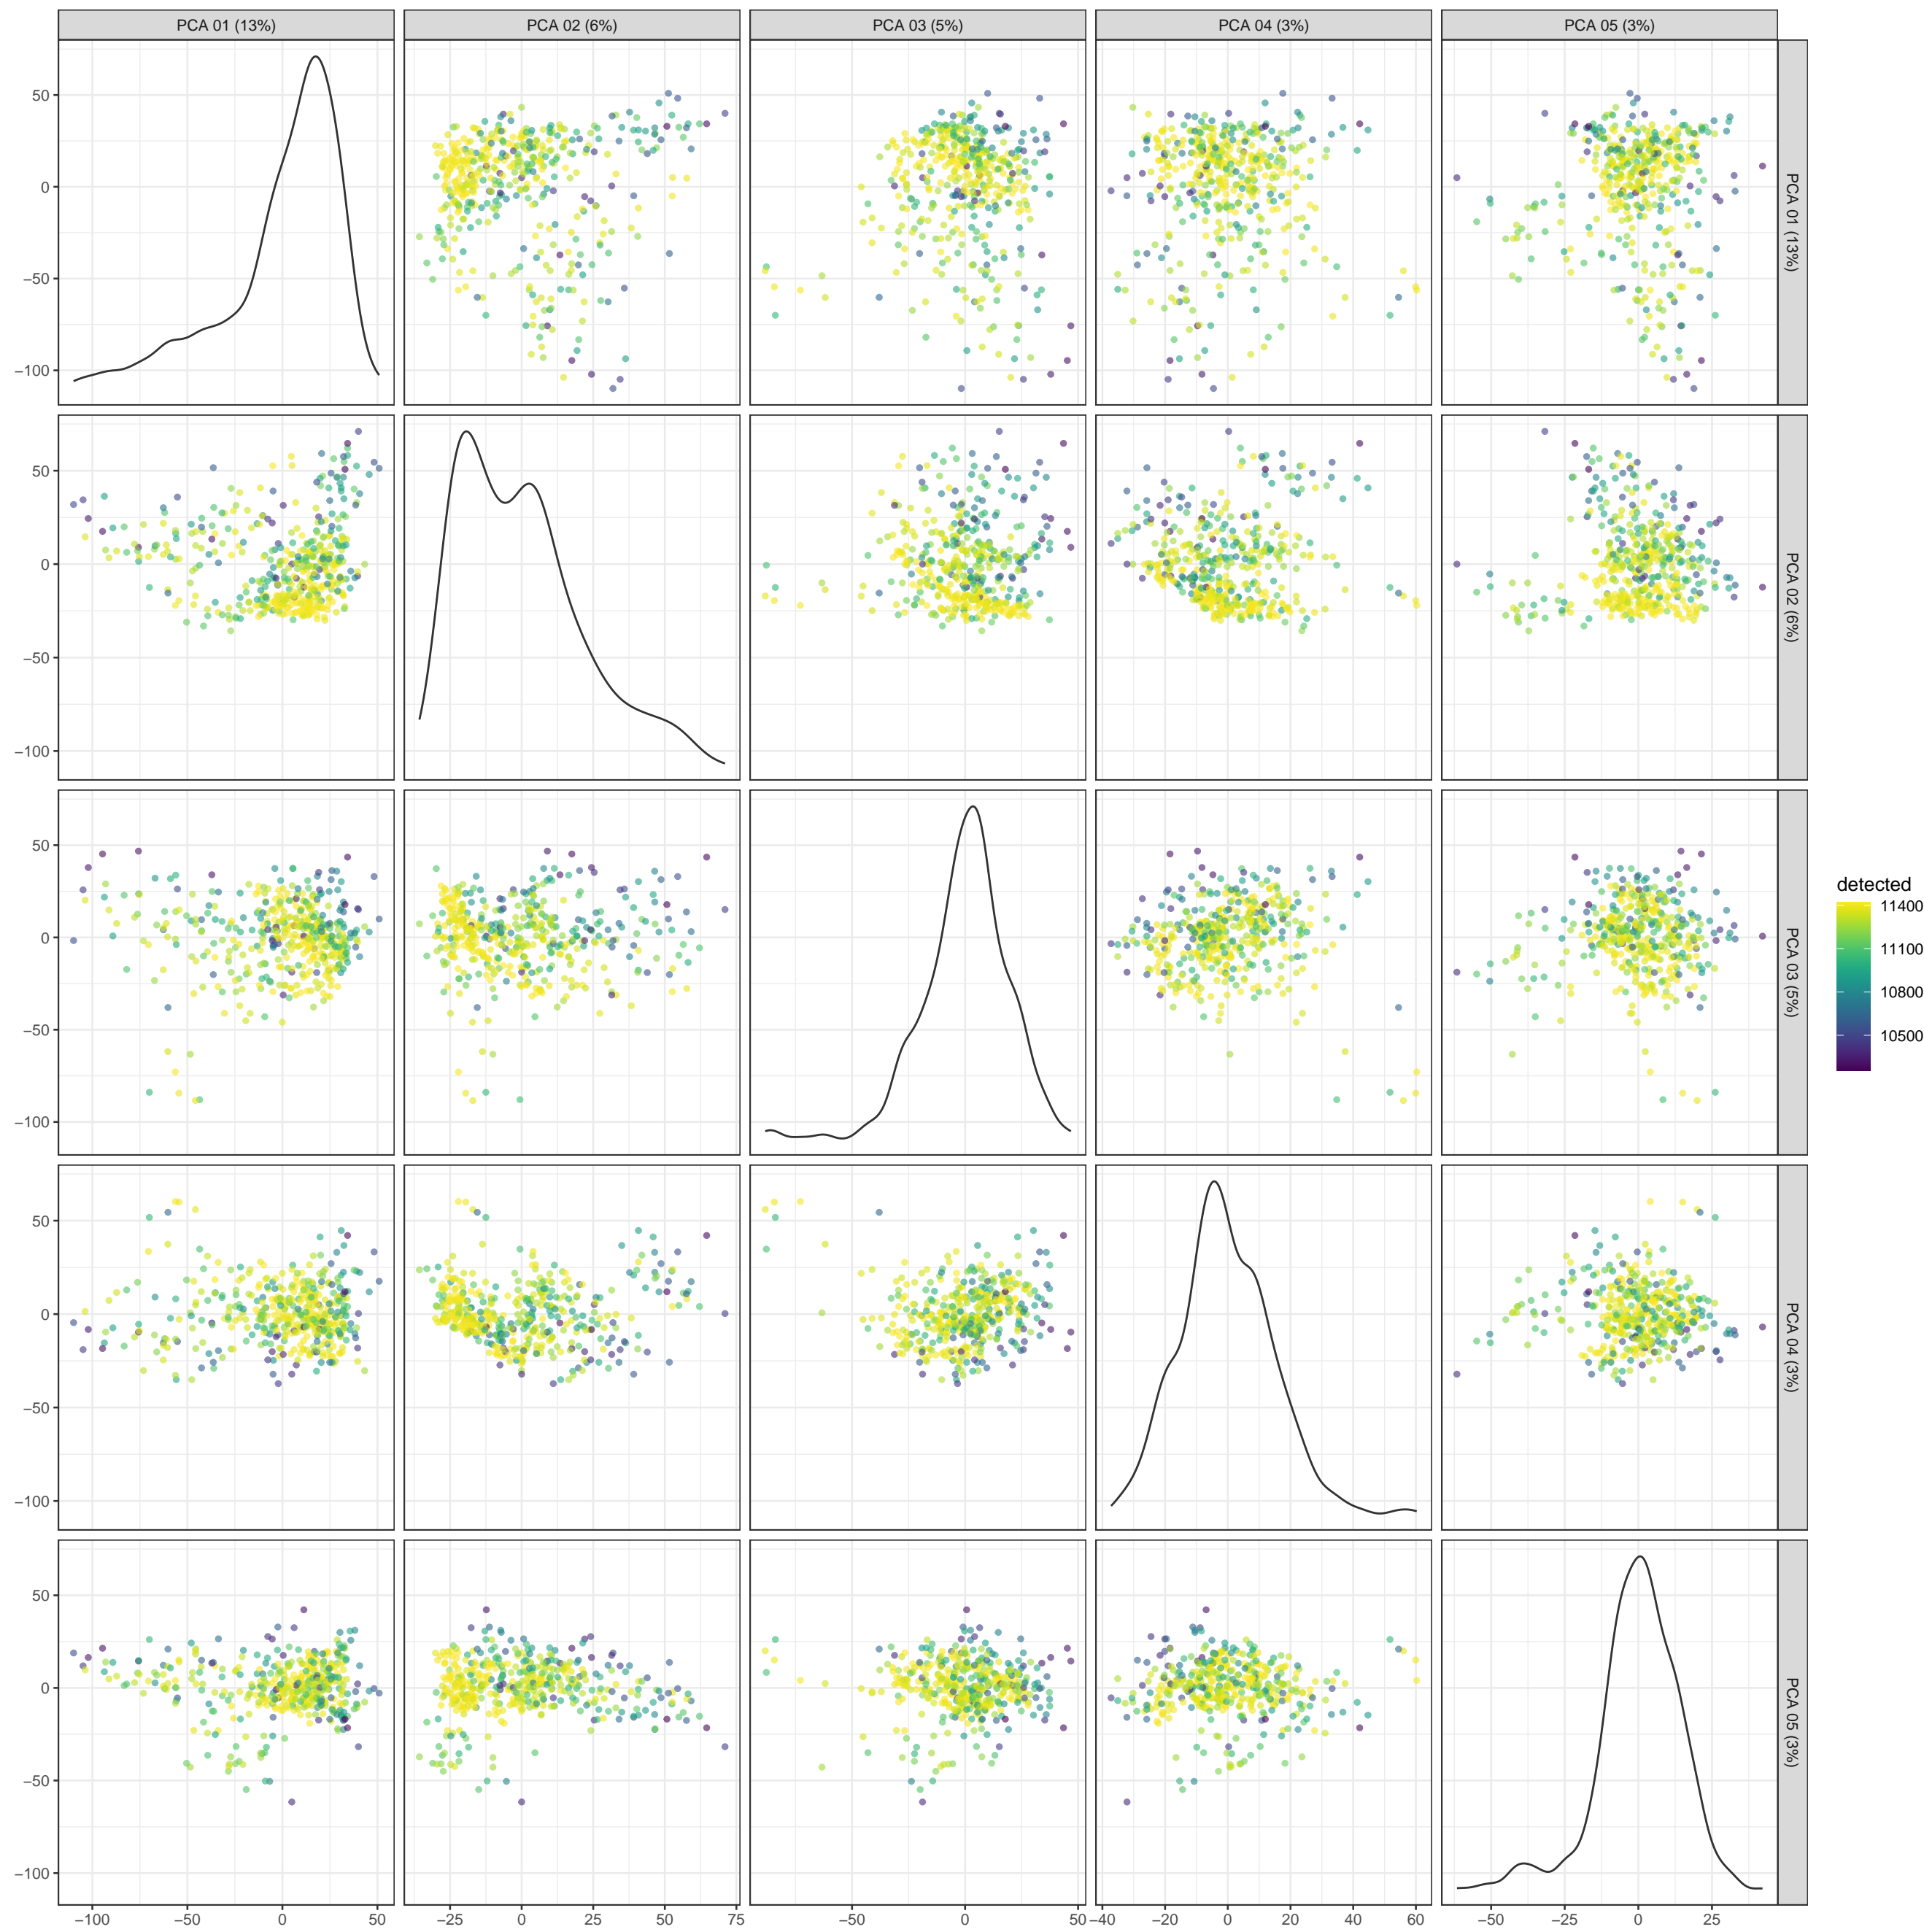 PCA 01 (13%)
PCA 02 (6%)
PCA 03 (5%)
PCA 04 (3%)
PCA 05 (3%)
50
0
−50
−100
PCA 01 (13%)
50
0
−50
−100
PCA 02 (6%)
50
0
−50
−100
PCA 03 (5%)
50
0
−50
−100
PCA 04 (3%)
50
0
−50
−100
PCA 05 (3%)
−100 −50 0 50
−25 0 25 50 75
−50 0 50
−40 −20 0 20 40 60
−50 −25 0 25
detected
11400
11100
10800
10500